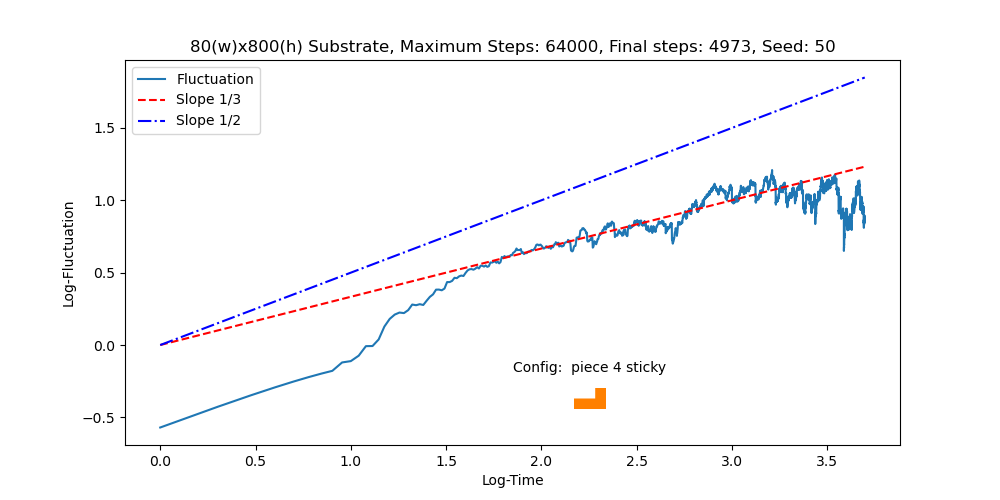 80(w)x800(h) Substrate, Maximum Steps: 64000, Final steps: 4973, Seed: 50
Fluctuation
Slope 1/3
Slope 1/2
1.5
1.0
0.5
0.0
−0.5
Log-Fluctuation
Config:  piece 4 sticky
0.0 0.5 1.0 1.5 2.0 2.5 3.0 3.5
Log-Time